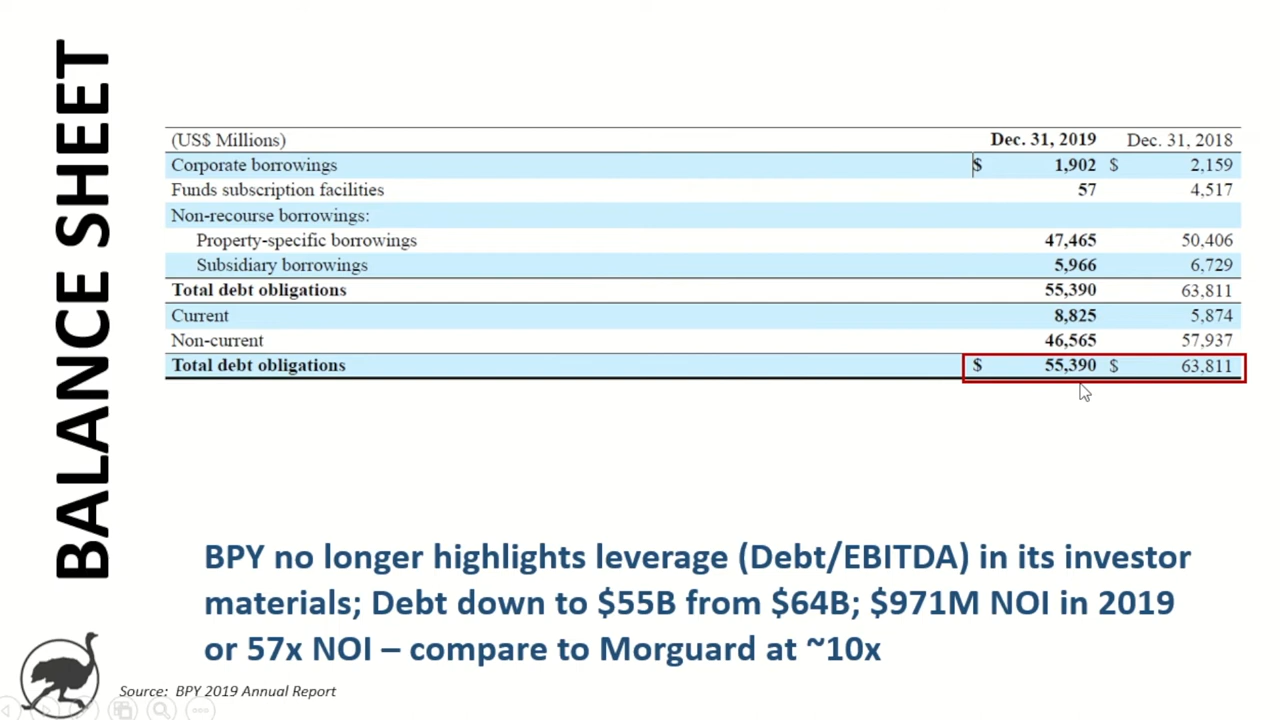 BALANCE SHEET
(US$ Millions) Dec. 31, 2019 Dec. 31, 2018
Corporate borrowings $ 1,902 $ 2,159
Funds subscription facilities 57 4,517
Non-recourse borrowings:
Property-specific borrowings 47,465 50,406
Subsidiary borrowings 5,966 6,729
Total debt obligations 55,390 63,811
Current 8,825 5,874
Non-current 46,565 57,937
Total debt obligations $ 55,390 $ 63,811
BPY no longer highlights leverage (Debt/EBITDA) in its investor
materials; Debt down to $55B from $64B; $971M NOI in 2019
or 57x NOI – compare to Morguard at ~10x
Source: BPY 2019 Annual Report